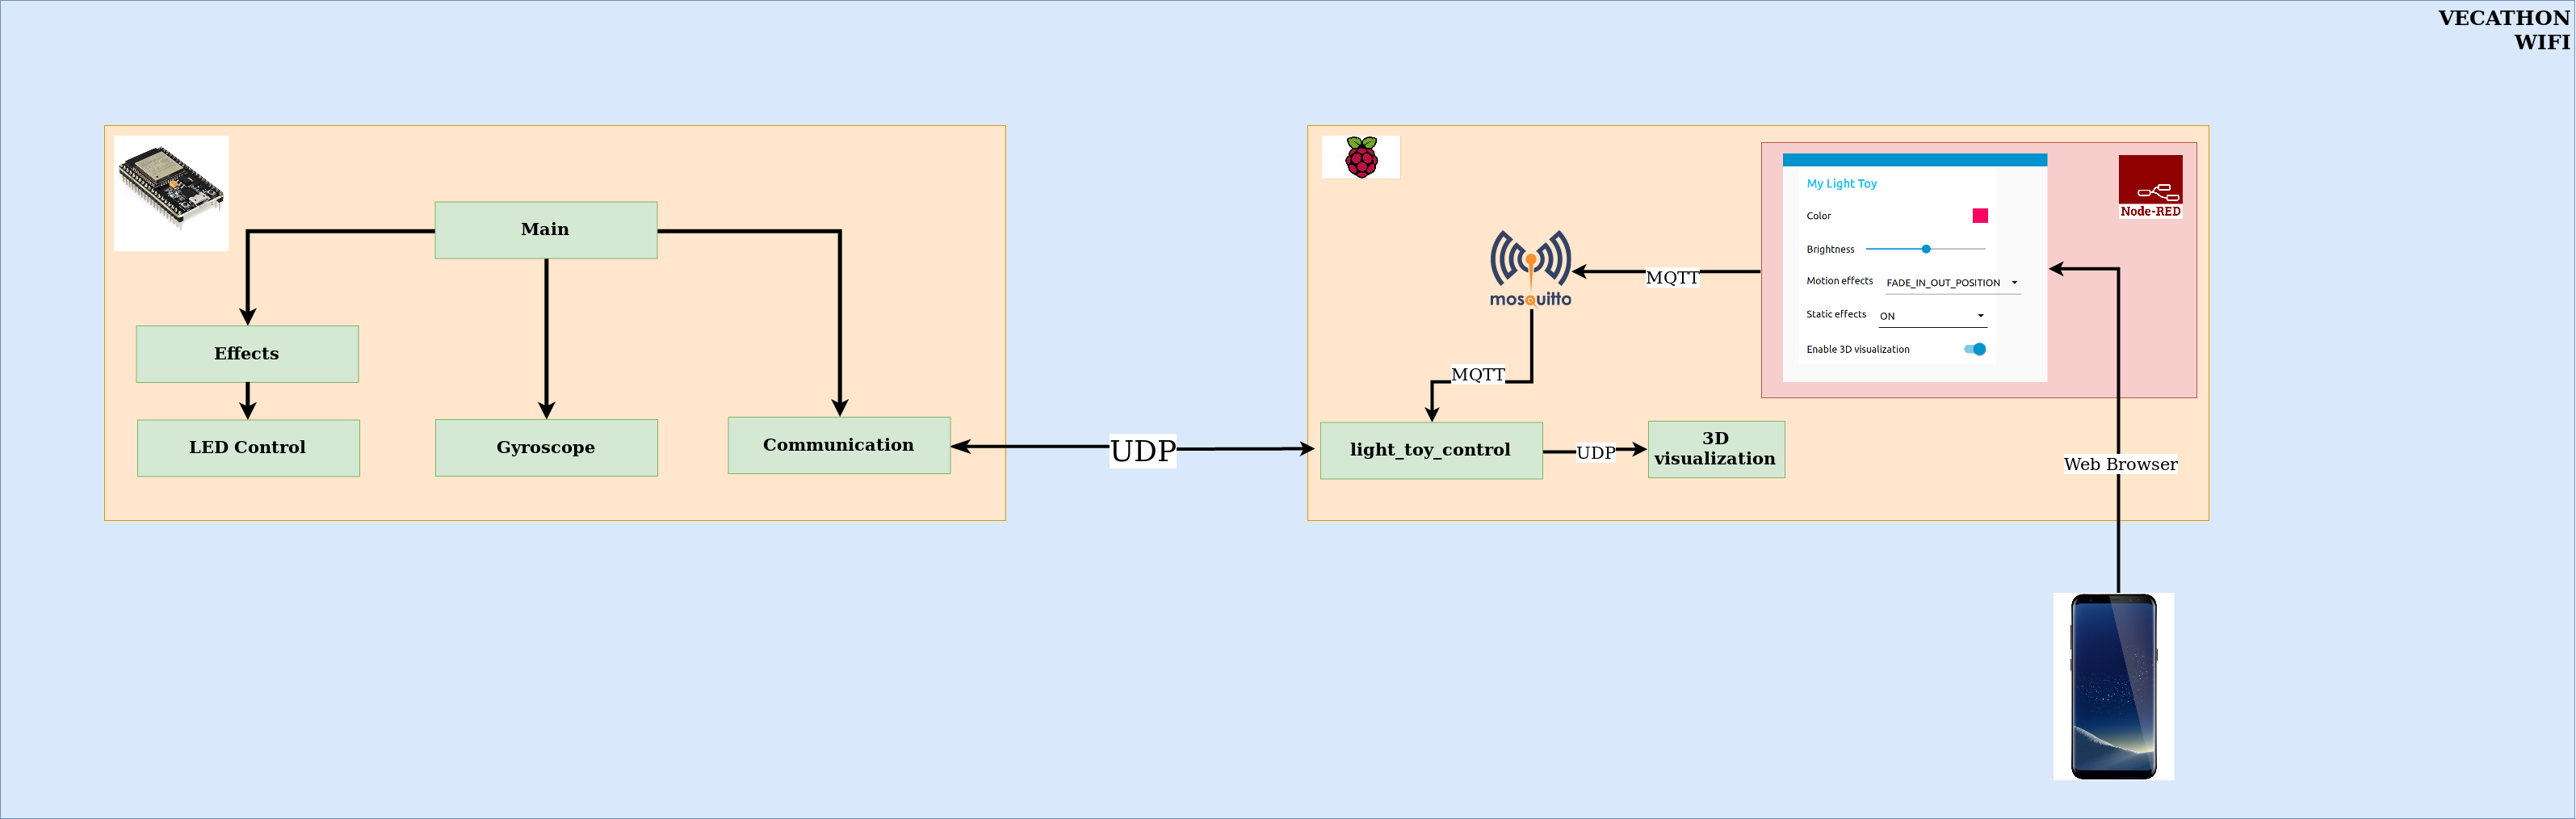 VECATHON
WIFI
Main
Effects
LED Control
Gyroscope
Communication
UDP
mosquitto
MQTT
MQTT
light_toy_control
UDP
3D
visualization
My Light Toy
Color
Brightness
Motion effects FADE_IN_OUT_POSITION
Static effects ON
Enable 3D visualization
Node-RED
Web Browser